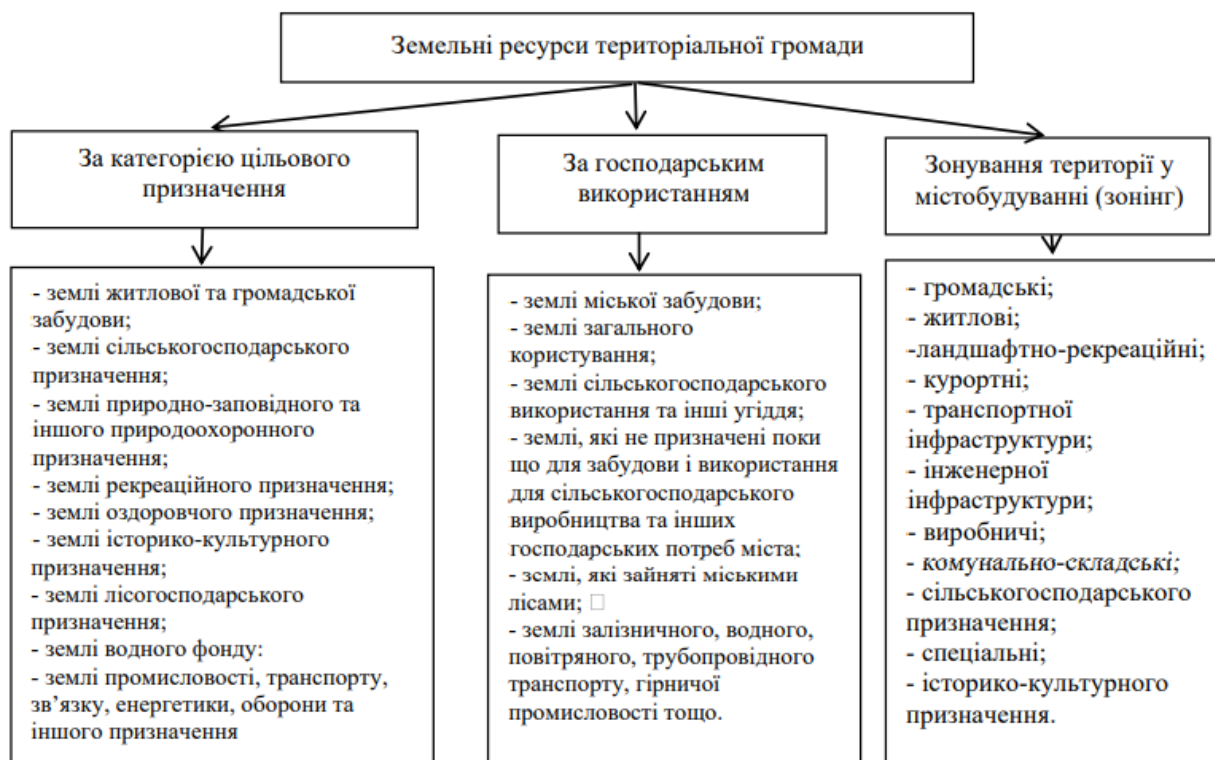 Земельні ресурси територіальної громади
За категорією цільового
призначення
- землі житлової та громадської
забудови;
- землі сільськогосподарського
призначення;
- землі природно-заповідного та
іншого природоохоронного
призначення;
- землі рекреаційного призначення;
- землі оздоровчого призначення;
- землі історико-культурного
призначення;
- землі лісогосподарського
призначення;
- землі водного фонду:
- землі промисловості, транспорту,
зв’язку, енергетики, оборони та
іншого призначення
За господарським
використанням
- землі міської забудови;
- землі загального
користування;
- землі сільськогосподарського
використання та інші угіддя;
- землі, які не призначені поки
що для забудови і використання
для сільськогосподарського
виробництва та інших
господарських потреб міста;
- землі, які зайняті міськими
лісами; □
- землі залізничного, водного,
повітряного, трубопровідного
транспорту, гірничої
промисловості тощо.
Зонування території у
містобудуванні (зонінг)
- громадські;
- житлові;
-ландшафтно-рекреаційні;
- курортні;
- транспортної
інфраструктури;
- інженерної
інфраструктури;
- виробничі;
- комунально-складські;
- сільськогосподарського
призначення;
- спеціальні;
- історико-культурного
призначення.